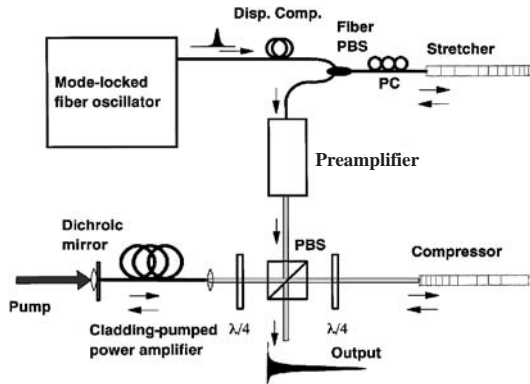 Disp. Comp.
Fiber
PBS
Stretcher
Mode-locked
fiber oscillator
PC
Preamplifier
Dichroic
mirror
PBS
Compressor
Pump
Cladding-pumped
power amplifier
λ/4
λ/4
Output